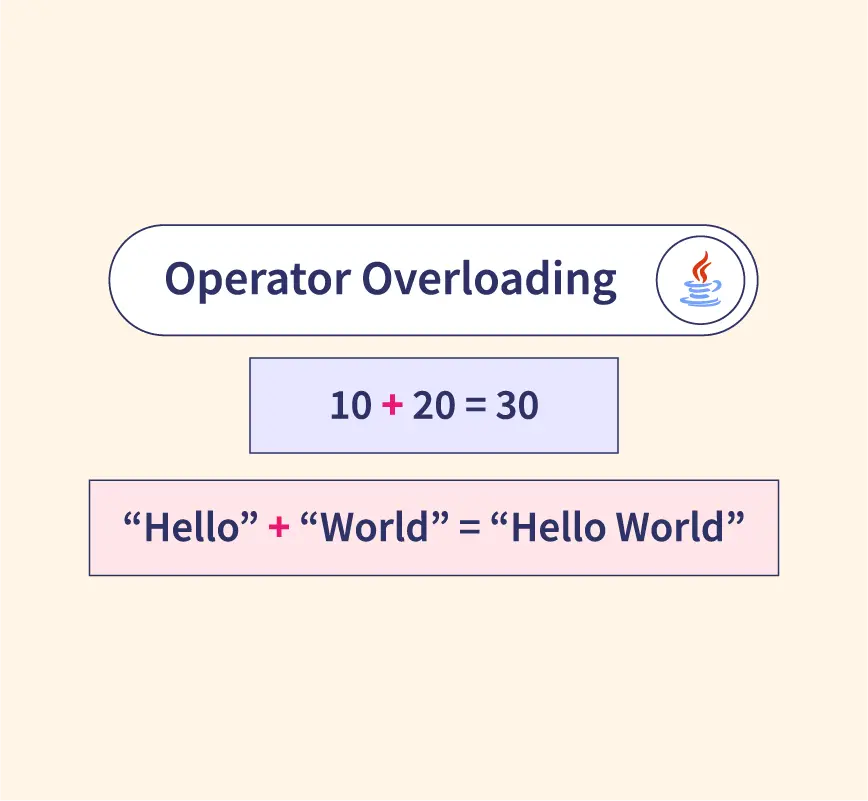 Operator Overloading
10 + 20 = 30
“Hello” + “World” = “Hello World”